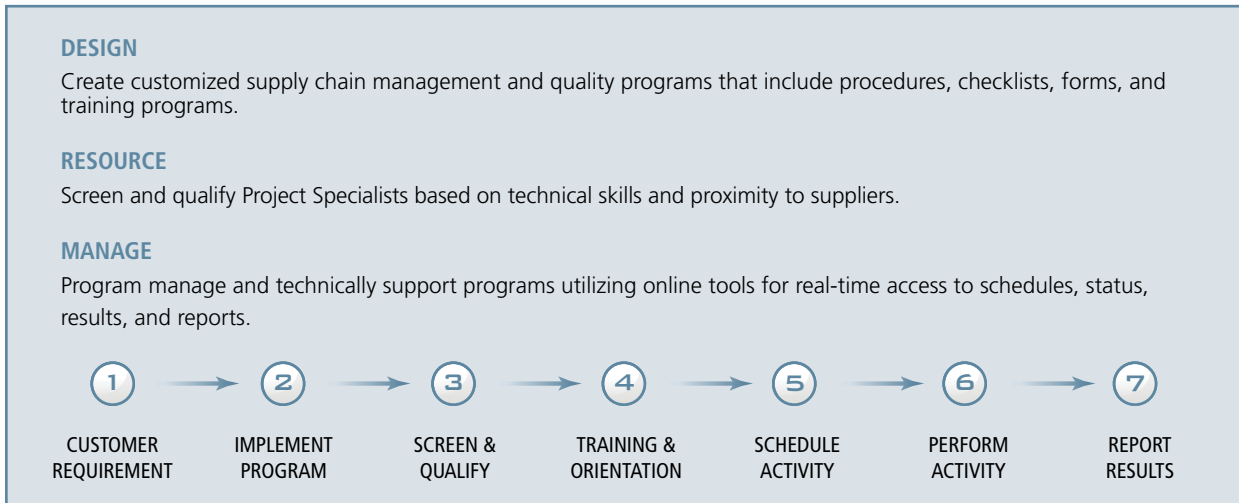 DESIGN
Create customized supply chain management and quality programs that include procedures, checklists, forms, and
training programs.
RESOURCE
Screen and qualify Project Specialists based on technical skills and proximity to suppliers.
MANAGE
Program manage and technically support programs utilizing online tools for real-time access to schedules, status,
results, and reports.
1 2 3 4 5 6 7
CUSTOMER REQUIREMENT
IMPLEMENT PROGRAM
SCREEN & QUALIFY
TRAINING & ORIENTATION
SCHEDULE ACTIVITY
PERFORM ACTIVITY
REPORT RESULTS